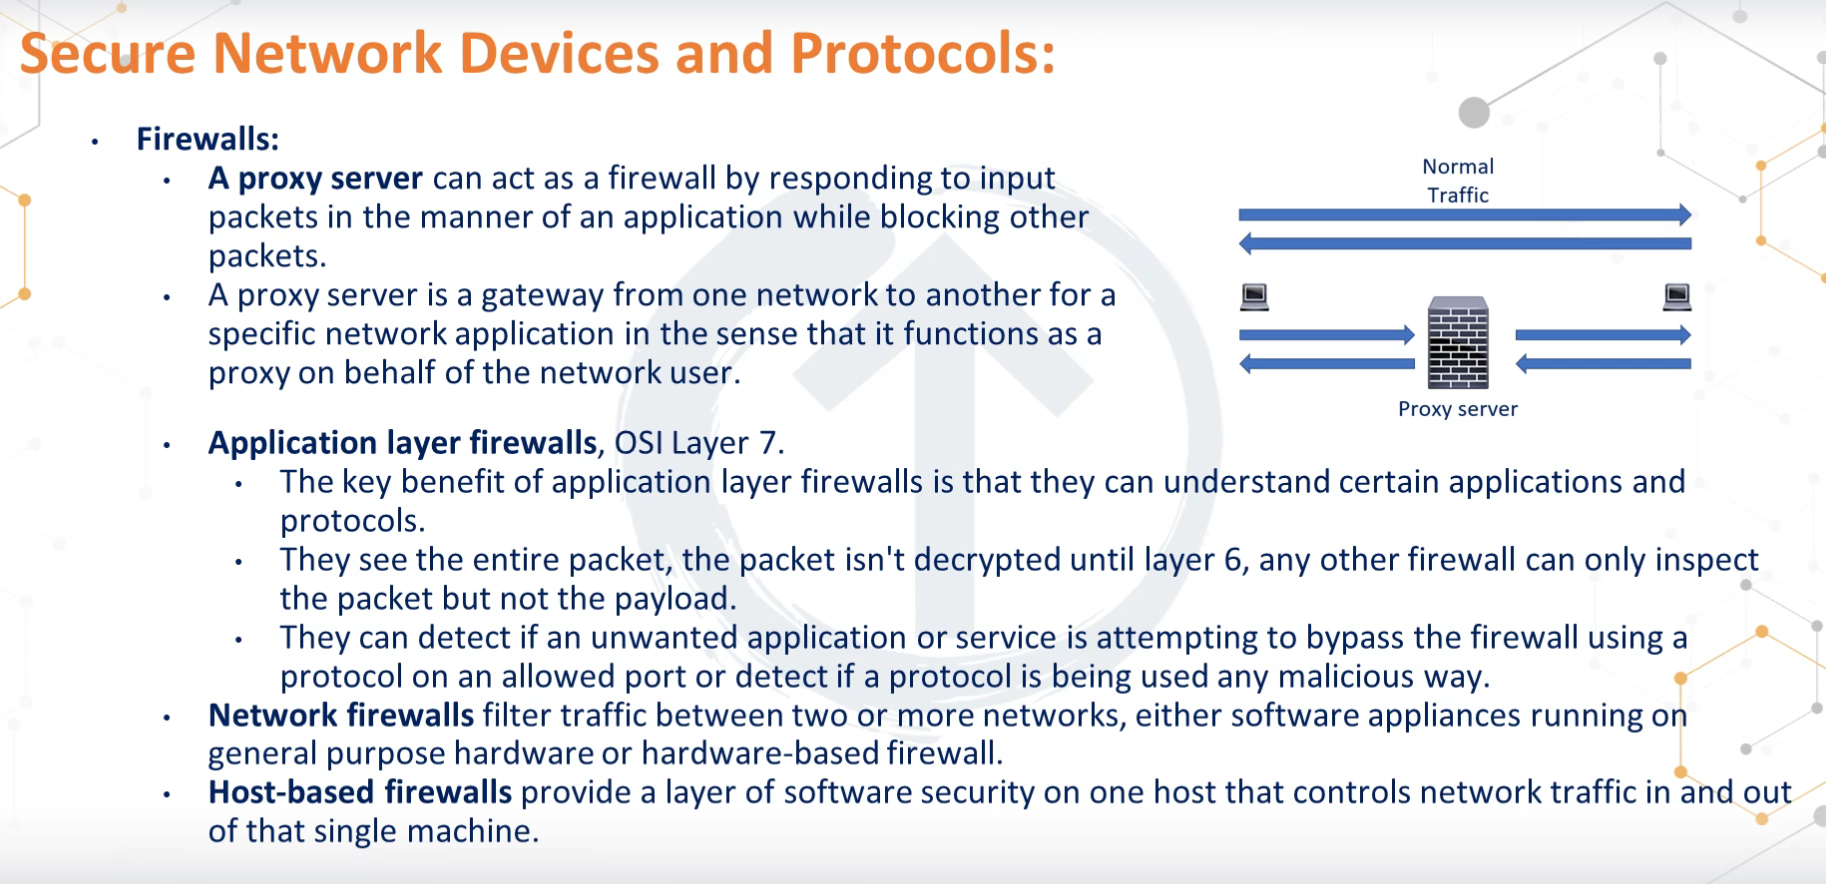 Secure Network Devices and Protocols:
• Firewalls:
• A proxy server can act as a firewall by responding to input
packets in the manner of an application while blocking other
packets.
• A proxy server is a gateway from one network to another for a
specific network application in the sense that it functions as a
proxy on behalf of the network user.
Normal
Traffic
Proxy server
• Application layer firewalls, OSI Layer 7.
• The key benefit of application layer firewalls is that they can understand certain applications and
protocols.
• They see the entire packet, the packet isn't decrypted until layer 6, any other firewall can only inspect
the packet but not the payload.
• They can detect if an unwanted application or service is attempting to bypass the firewall using a
protocol on an allowed port or detect if a protocol is being used any malicious way.
• Network firewalls filter traffic between two or more networks, either software appliances running on
general purpose hardware or hardware-based firewall.
• Host-based firewalls provide a layer of software security on one host that controls network traffic in and out
of that single machine.